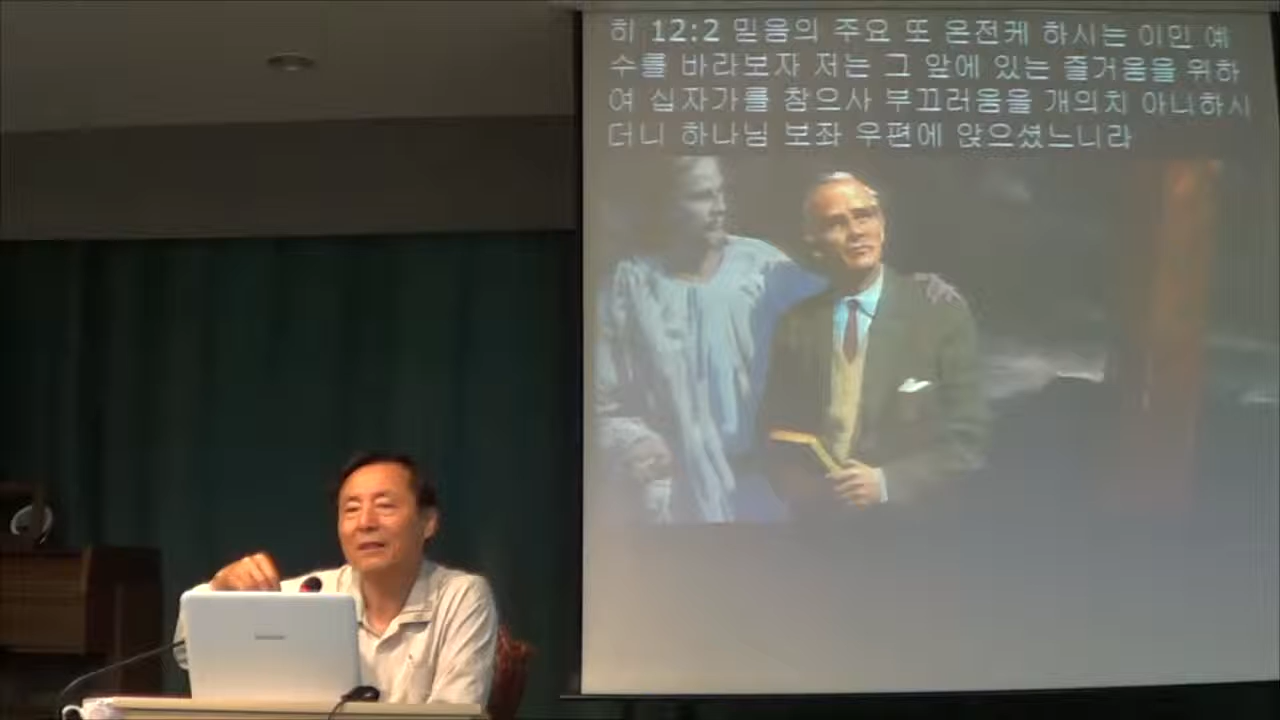 히 12:2 믿음의 주요 또 온전케 하시는 이인 예
수를 바라보자 저는 그 앞에 있는 즐거움을 위하
여 십자가를 참으사 부끄러움을 개의치 아니하시
더니 하나님 보좌 우편에 앉으셨느니라